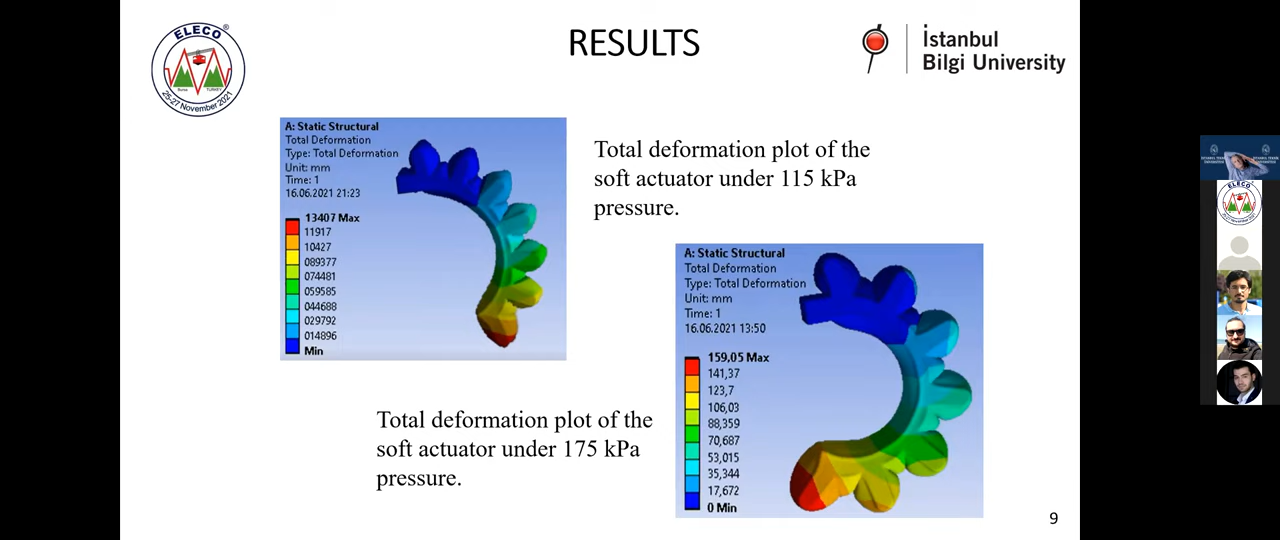 RESULTS
ELECO
®
Bursa
TURKEY
25-27 November 2021
İstanbul
Bilgi University
A: Static Structural
Total Deformation
Type: Total Deformation
Unit: mm
Time: 1
16.06.2021 21:23
13407 Max
11917
10427
089377
074481
059585
044688
029792
014896
Min
Total deformation plot of the
soft actuator under 115 kPa
pressure.
A: Static Structural
Total Deformation
Type: Total Deformation
Unit: mm
Time: 1
16.06.2021 13:50
159,05 Max
141,37
123,7
106,03
88,359
70,687
53,015
35,344
17,672
0 Min
Total deformation plot of the
soft actuator under 175 kPa
pressure.
9
ELECO